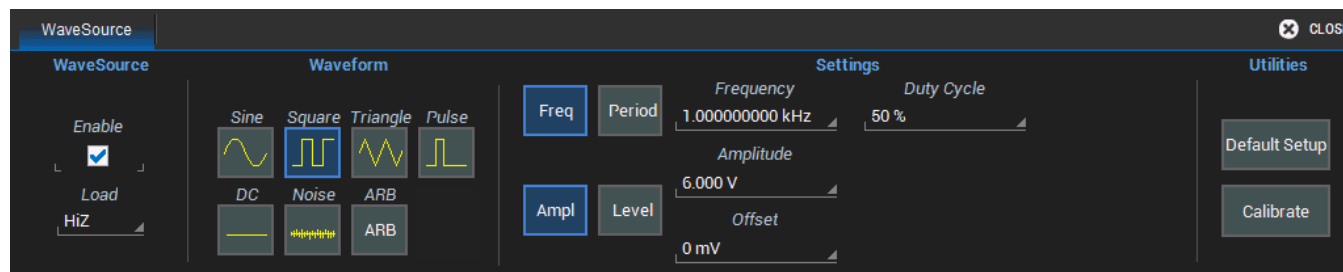 WaveSource
CLOS
WaveSource
Waveform
Settings
Utilities
Enable
Load
HiZ
Sine Square Triangle Pulse
DC Noise ARB
ARB
Freq Period
Frequency
1.000000000 kHz
Duty Cycle
50 %
Ampl Level
Amplitude
6.000 V
Offset
0 mV
Default Setup
Calibrate